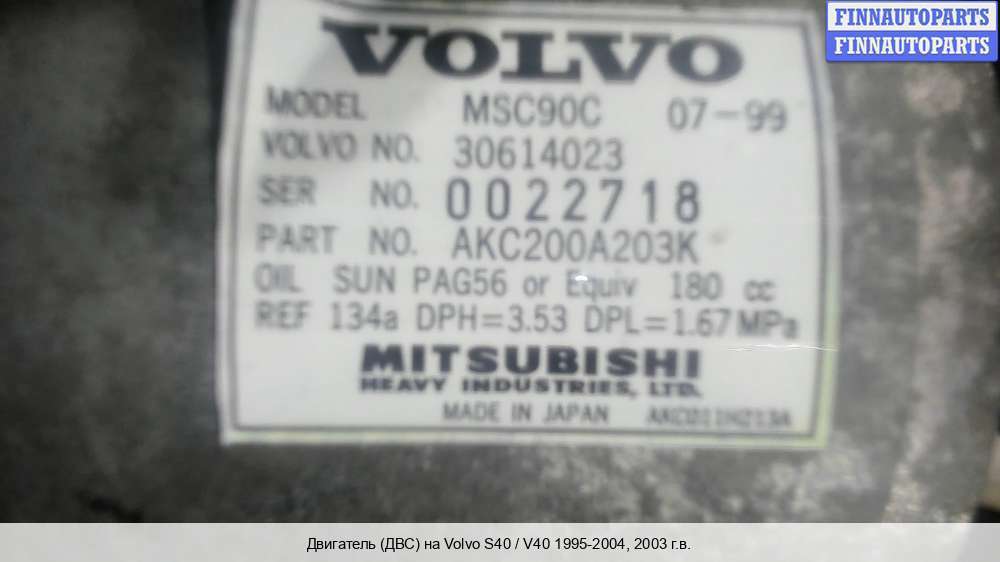 FINNAUTOPARTS
FINNAUTOPARTS
VOLVO
MODEL MSC90C 07-99
VOLVO NO. 30614023
SER NO. 0022718
PART NO. AKC200A203K
OIL SUN PAG56 or Equiv 180 cc
REF 134a DPH=3.53 DPL=1.67MPa
MITSUBISHI
HEAVY INDUSTRIES, LTD.
MADE IN JAPAN AKC011H213A
Двигатель (ДВС) на Volvo S40 / V40 1995-2004, 2003 г.в.